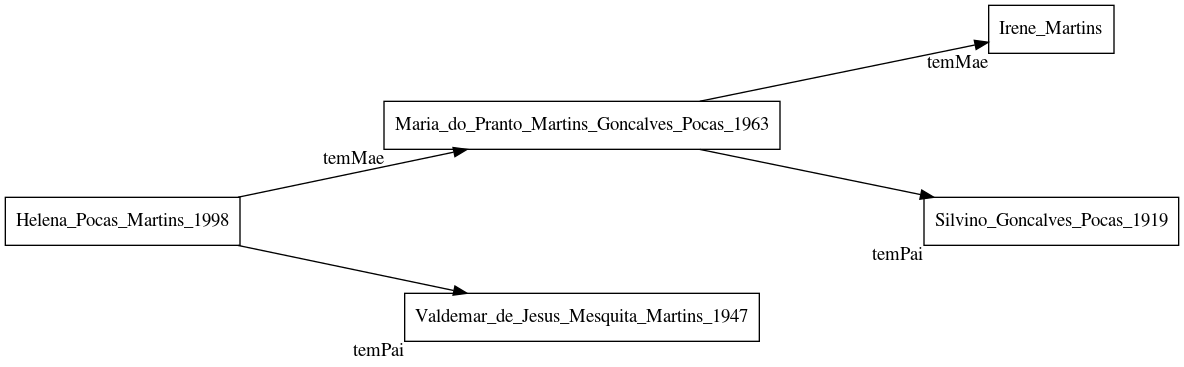 Irene_Martins
temMae
Maria_do_Pranto_Martins_Goncalves_Pocas_1963
temMae
Helena_Pocas_Martins_1998
Silvino_Goncalves_Pocas_1919
temPai
Valdemar_de_Jesus_Mesquita_Martins_1947
temPai